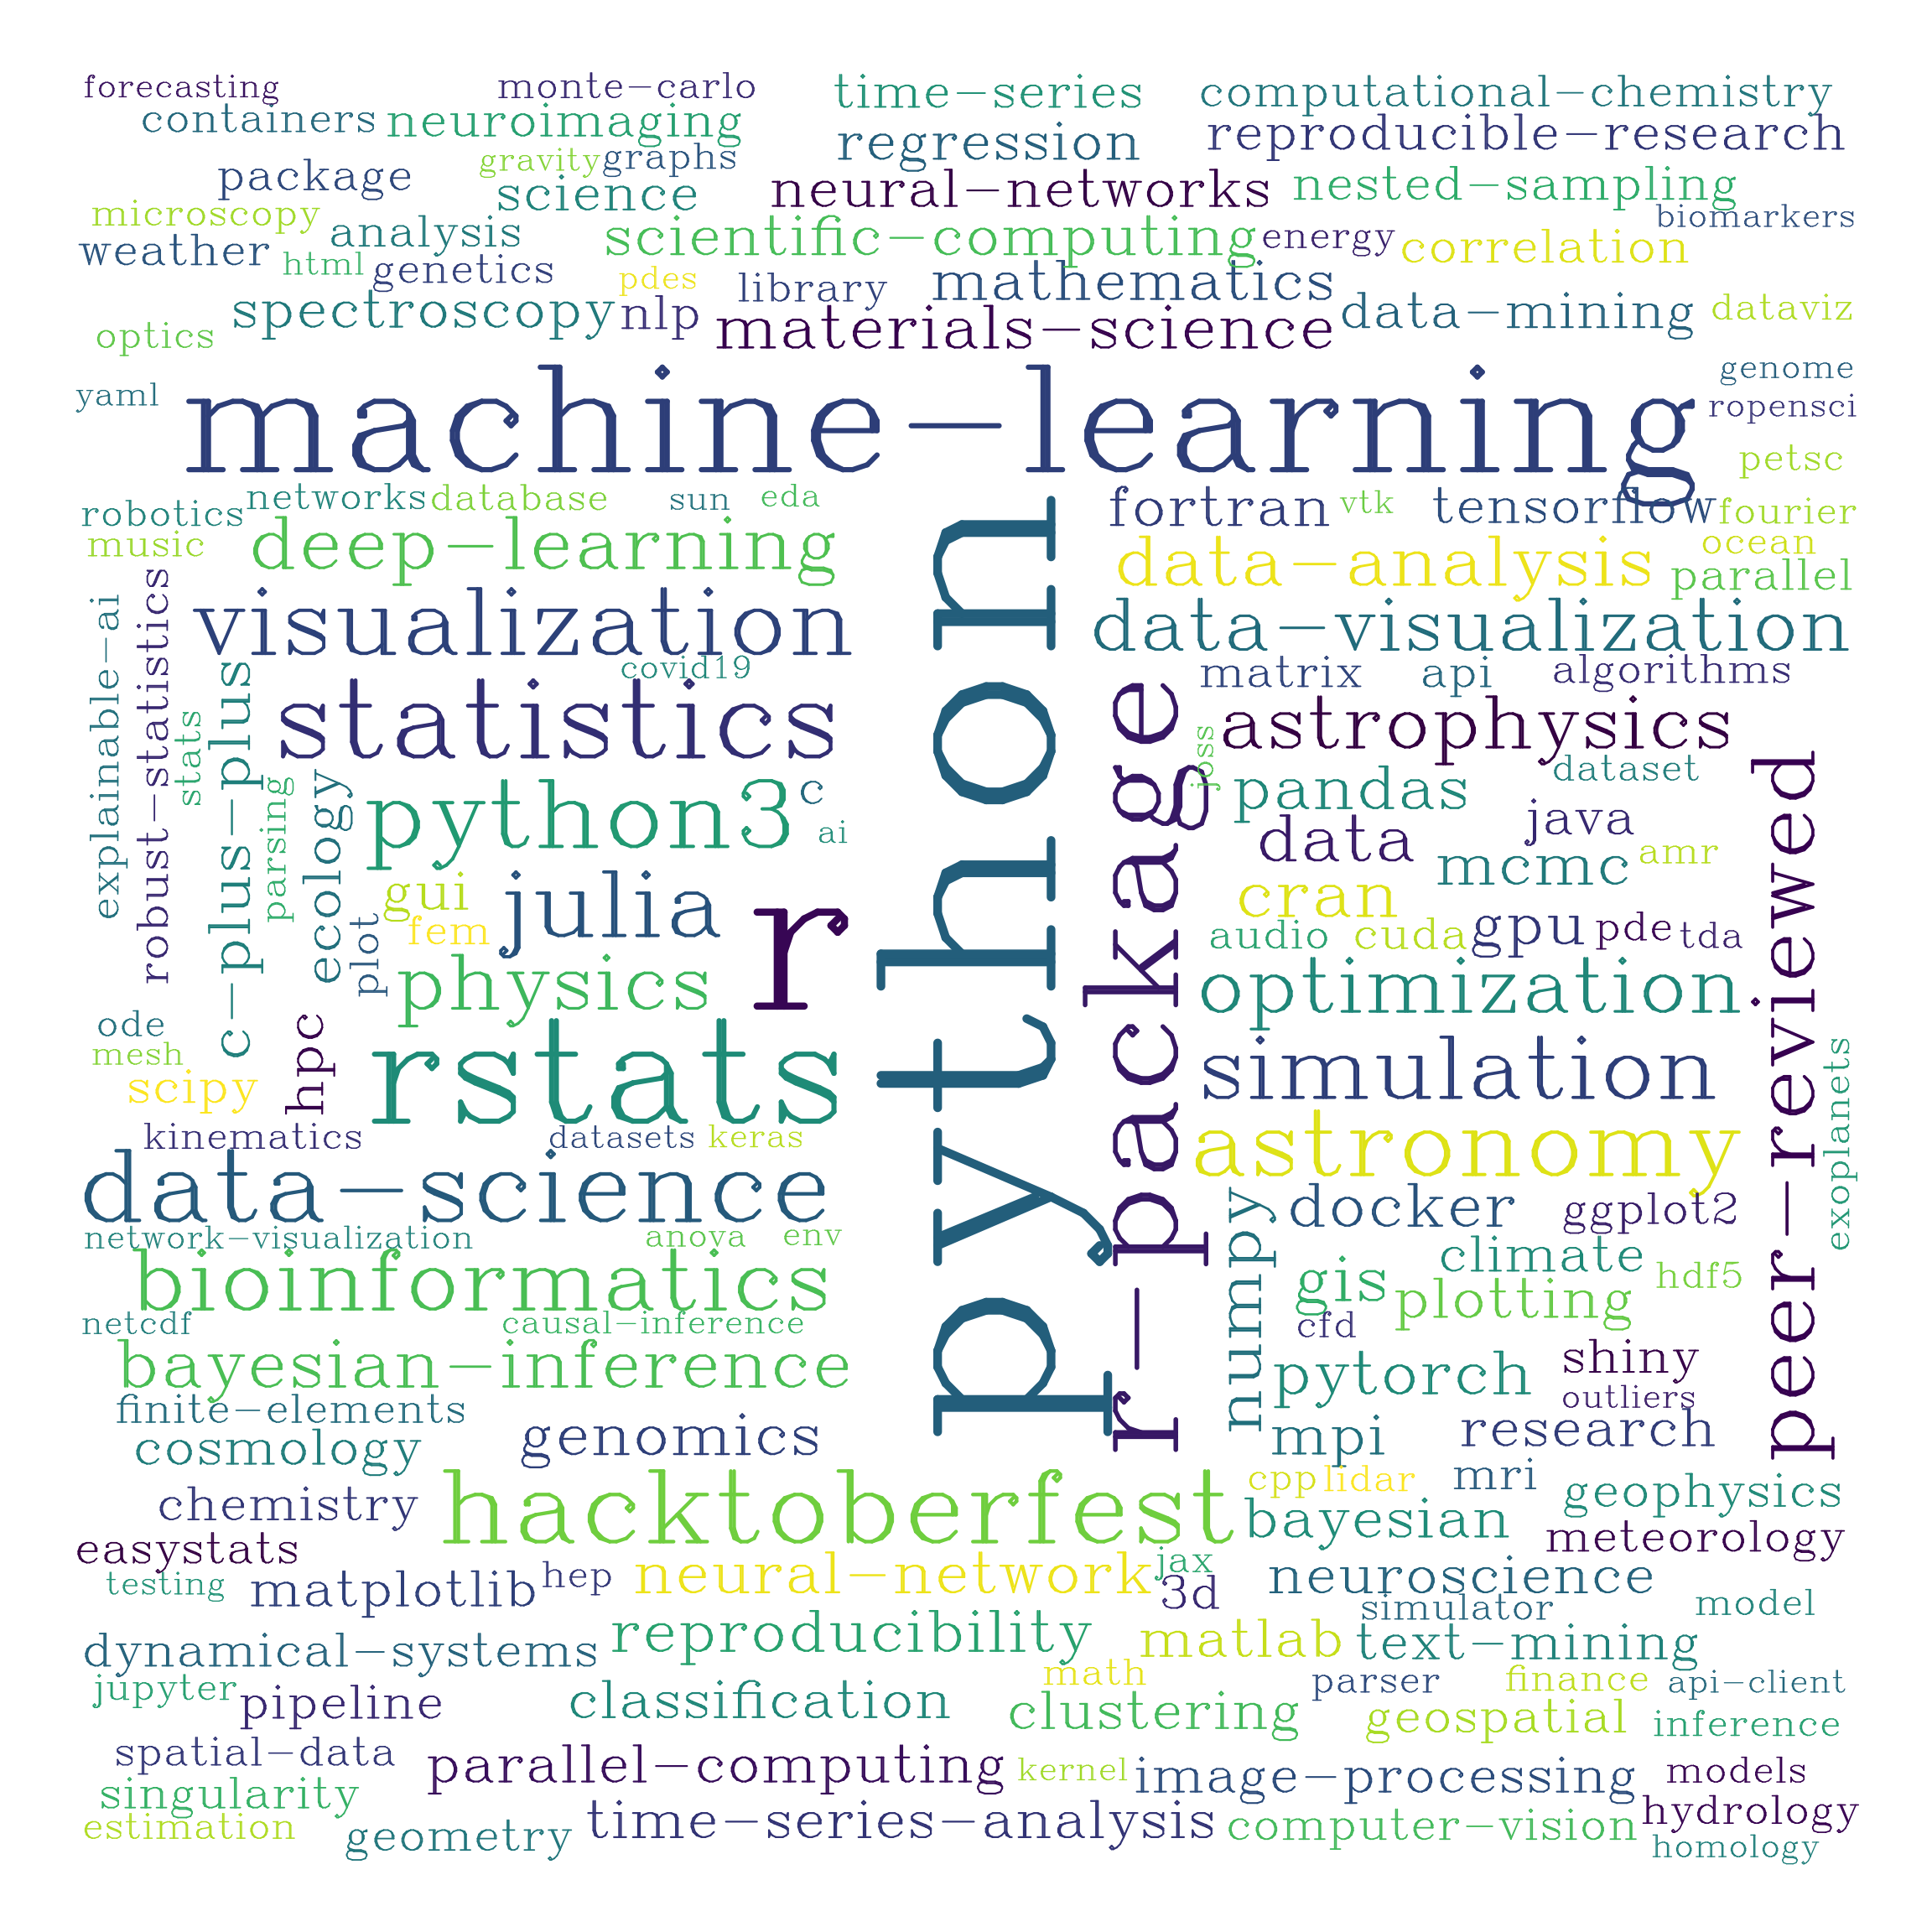 forecasting
monte-carlo
time-series
computational-chemistry
containers
neuroimaging
regression
reproducible-research
gravity
graphs
package
science
neural-networks
nested-sampling
microscopy
analysis
scientific-computing
energy
correlation
biomarkers
weather
html
genetics
pdes
library
mathematics
data-mining
dataviz
spectroscopy
nlp
materials-science
optics
yaml
machine-learning
genome
ropensci
petsc
robotics
networks
database
sun
eda
fortran
vtk
tensorflow
fourier
music
deep-learning
data-analysis
ocean
parallel
explainable-ai
robust-statistics
visualization
python
data-visualization
covid19
matrix
api
algorithms
stats
c-plus-plus
statistics
r-package
joss
astrophysics
peer-reviewed
parsing
ecology
python3
c
ai
pandas
dataset
data
java
mcmc
amr
gui
julia
r
cran
fem
plot
audio
cuda
gpu
pde
tda
physics
optimization
ode
mesh
scipy
hpc
rstats
simulation
exoplanets
kinematics
datasets
keras
astronomy
data-science
numpy
docker
ggplot2
network-visualization
anova
env
climate
bioinformatics
gis
plotting
hdf5
netcdf
causal-inference
cfd
bayesian-inference
pytorch
shiny
outliers
finite-elements
cosmology
genomics
mpi
research
chemistry
hacktoberfest
cpp
lidar
mri
geophysics
bayesian
easystats
meteorology
testing
matplotlib
hep
neural-network
jax
3d
neuroscience
simulator
model
dynamical-systems
reproducibility
matlab
text-mining
jupyter
pipeline
classification
math
clustering
parser
finance
api-client
geospatial
inference
spatial-data
parallel-computing
kernel
image-processing
models
singularity
estimation
geometry
time-series-analysis
computer-vision
hydrology
homology